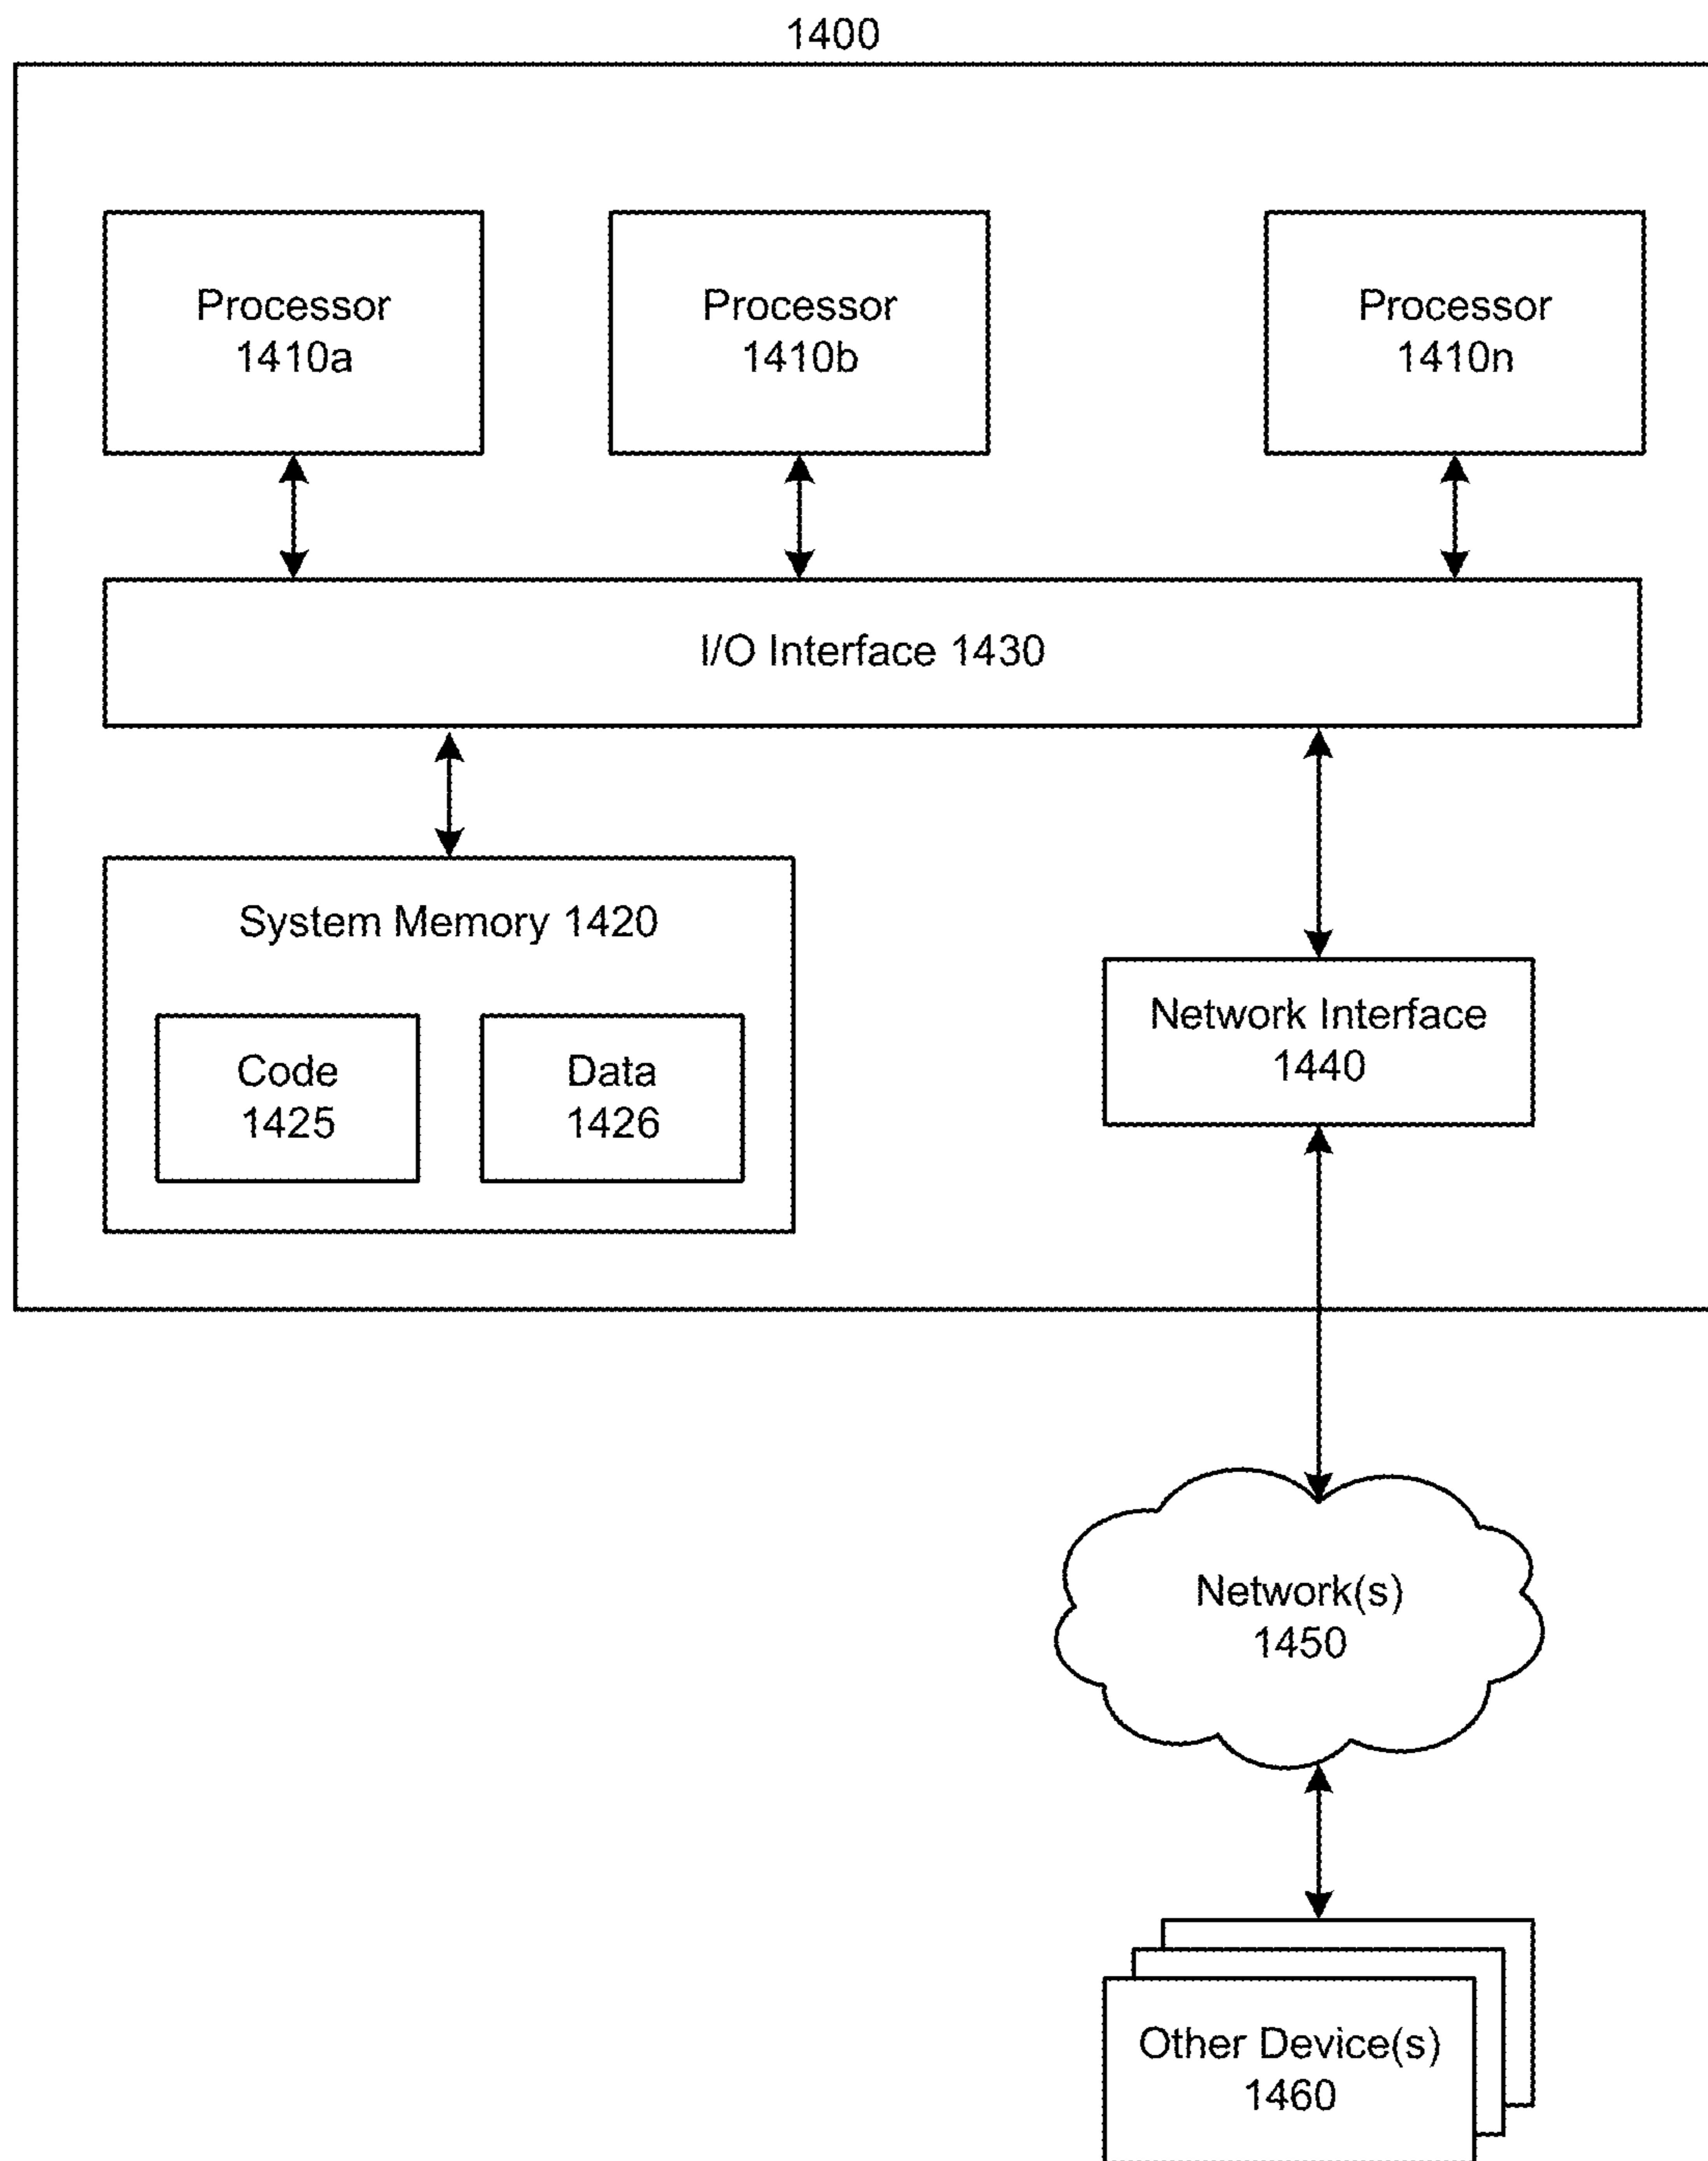 1400
Processor
1410a
Processor
1410b
Processor
1410n
I/O Interface 1430
System Memory 1420
Code
1425
Data
1426
Network Interface
1440
Network(s)
1450
Other Device(s)
1460